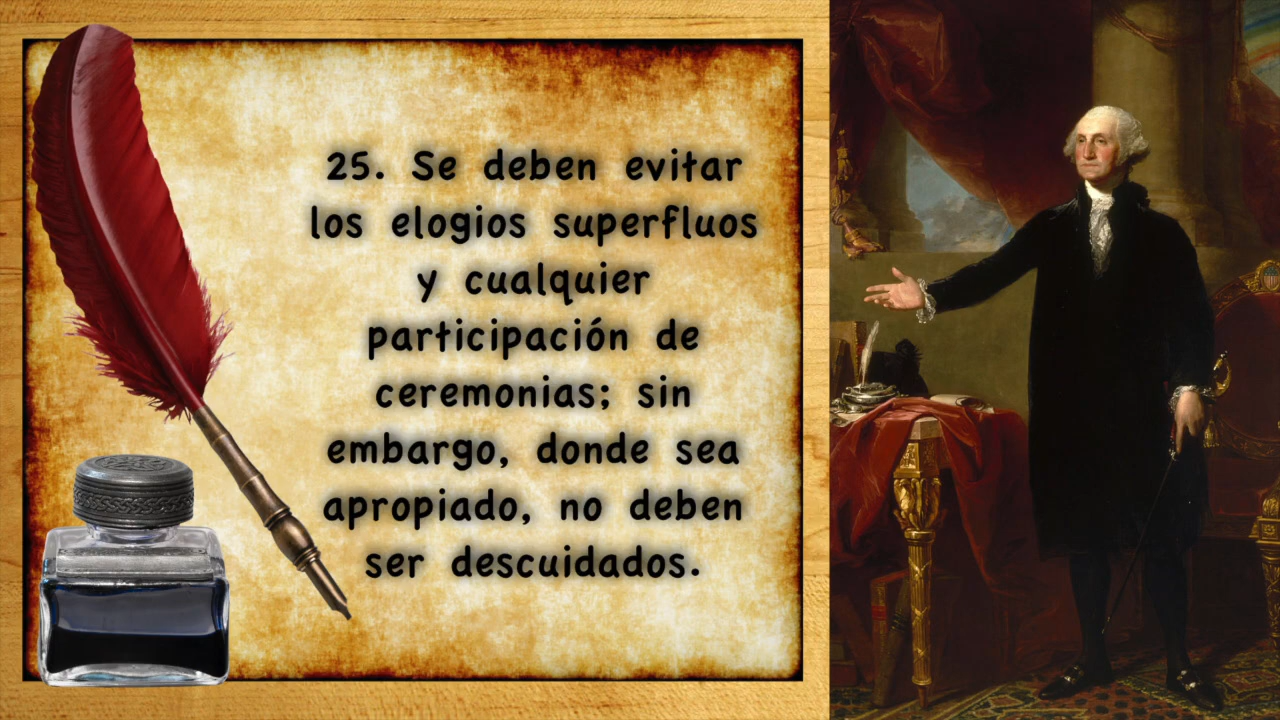 25. Se deben evitar
los elogios superfluos
y cualquier
participación de
ceremonias; sin
embargo, donde sea
apropiado, no deben
ser descuidados.